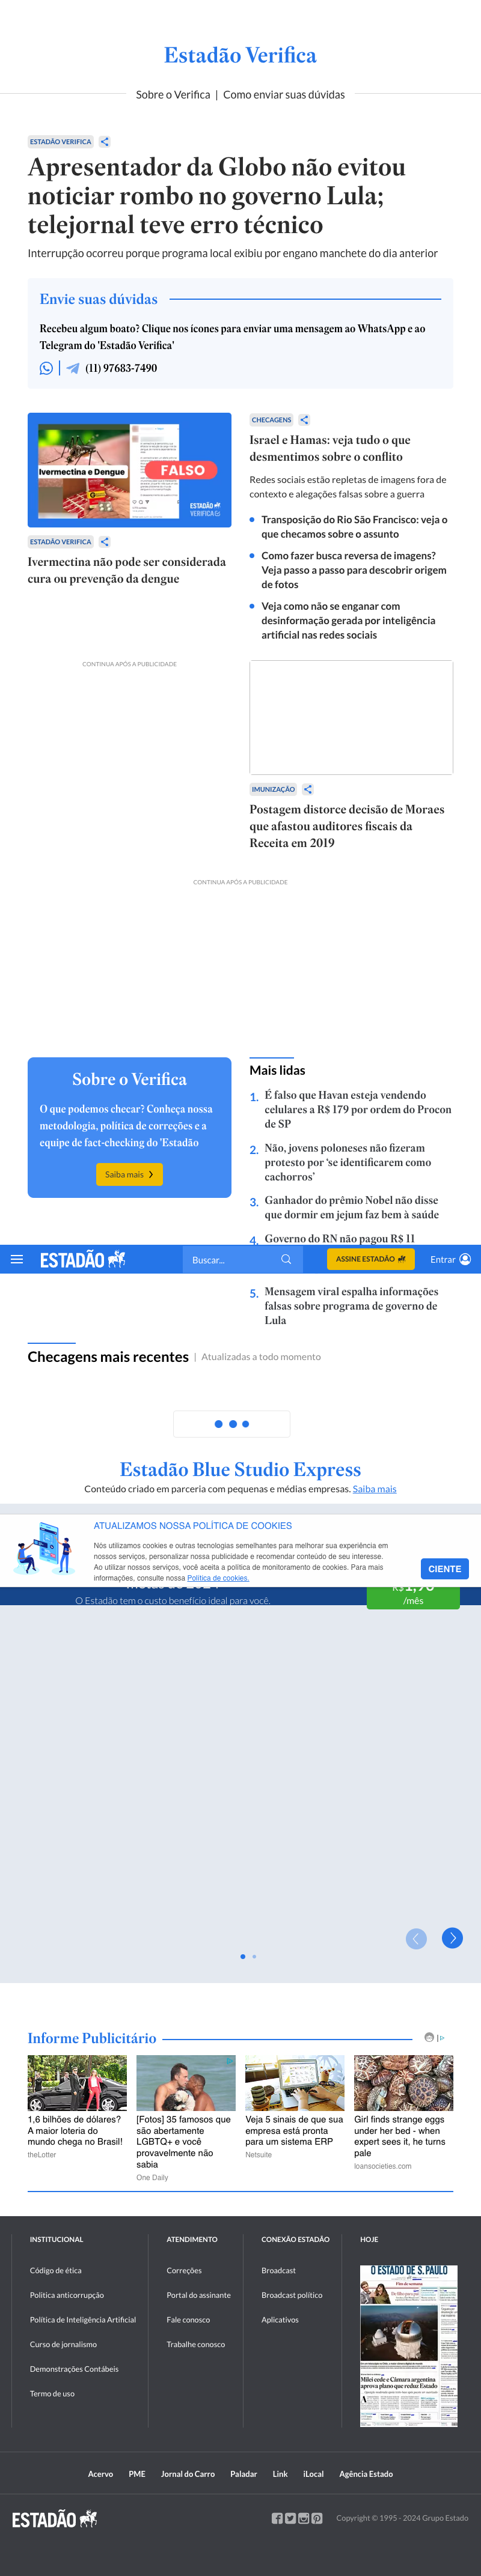 Estadão Verifica
Sobre o Verifica | Como enviar suas dúvidas
ESTADÃO VERIFICA
Apresentador da Globo não evitou
noticiar rombo no governo Lula;
telejornal teve erro técnico
Interrupção ocorreu porque programa local exibiu por engano manchete do dia anterior
Envie suas dúvidas
Recebeu algum boato? Clique nos ícones para enviar uma mensagem ao WhatsApp e ao
Telegram do 'Estadão Verifica'
(11) 97683-7490
Ivermectina e Dengue
FALSO
ESTADÃO
VERIFICA
ESTADÃO VERIFICA
Ivermectina não pode ser considerada
cura ou prevenção da dengue
CHECAGENS
Israel e Hamas: veja tudo o que
desmentimos sobre o conflito
Redes sociais estão repletas de imagens fora de
contexto e alegações falsas sobre a guerra
Transposição do Rio São Francisco: veja o
que checamos sobre o assunto
Como fazer busca reversa de imagens?
Veja passo a passo para descobrir origem
de fotos
Veja como não se enganar com
desinformação gerada por inteligência
artificial nas redes sociais
CONTINUA APÓS A PUBLICIDADE
IMUNIZAÇÃO
Postagem distorce decisão de Moraes
que afastou auditores fiscais da
Receita em 2019
CONTINUA APÓS A PUBLICIDADE
Sobre o Verifica
O que podemos checar? Conheça nossa
metodologia, política de correções e a
equipe de fact-checking do 'Estadão
Saiba mais
Mais lidas
1. É falso que Havan esteja vendendo
celulares a R$ 179 por ordem do Procon
de SP
2. Não, jovens poloneses não fizeram
protesto por 'se identificarem como
cachorros'
3. Ganhador do prêmio Nobel não disse
que dormir em jejum faz bem à saúde
4. Governo do RN não pagou R$ 11
ESTADÃO
Buscar...
ASSINE ESTADÃO
Entrar
5. Mensagem viral espalha informações
falsas sobre programa de governo de
Lula
Checagens mais recentes | Atualizadas a todo momento
Estadão Blue Studio Express
Conteúdo criado em parceria com pequenas e médias empresas. Saiba mais
ATUALIZAMOS NOSSA POLÍTICA DE COOKIES
Nós utilizamos cookies e outras tecnologias semelhantes para melhorar sua experiência em
nossos serviços, personalizar nossa publicidade e recomendar conteúdo de seu interesse.
Ao utilizar nossos serviços, você aceita a política de monitoramento de cookies. Para mais
informações, consulte nossa Política de cookies.
CIENTE
O Estadão tem o custo benefício ideal para você.
/mês
Informe Publicitário
1,6 bilhões de dólares?
A maior loteria do
mundo chega no Brasil!
theLotter
[Fotos] 35 famosos que
são abertamente
LGBTQ+ e você
provavelmente não
sabia
One Daily
Veja 5 sinais de que sua
empresa está pronta
para um sistema ERP
Netsuite
Girl finds strange eggs
under her bed - when
expert sees it, he turns
pale
loansocieties.com
INSTITUCIONAL
Código de ética
Politica anticorrupção
Política de Inteligência Artificial
Curso de jornalismo
Demonstrações Contábeis
Termo de uso
ATENDIMENTO
Correções
Portal do assinante
Fale conosco
Trabalhe conosco
CONEXÃO ESTADÃO
Broadcast
Broadcast político
Aplicativos
HOJE
O ESTADO DE S. PAULO
Milei cede e Câmara argentina
aprova plano que reduz Estado
Acervo PME Jornal do Carro Paladar Link iLocal Agência Estado
ESTADÃO
Copyright © 1995 - 2024 Grupo Estado